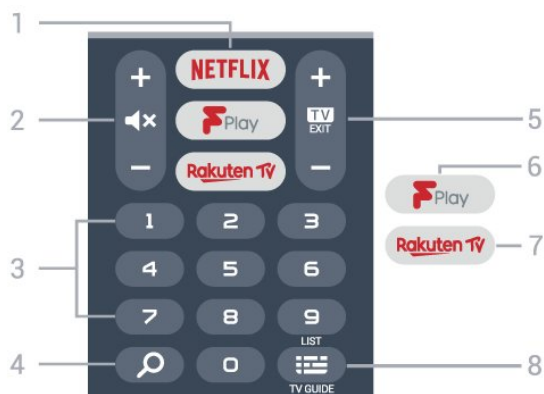 1
NETFLIX
+ +
2
TV
EXIT
5
F Play
− −
Rakuten TV
6
F Play
Rakuten TV
7
3
1 2 3
4 5 6
7 8 9
LIST
4
0
TV GUIDE
8